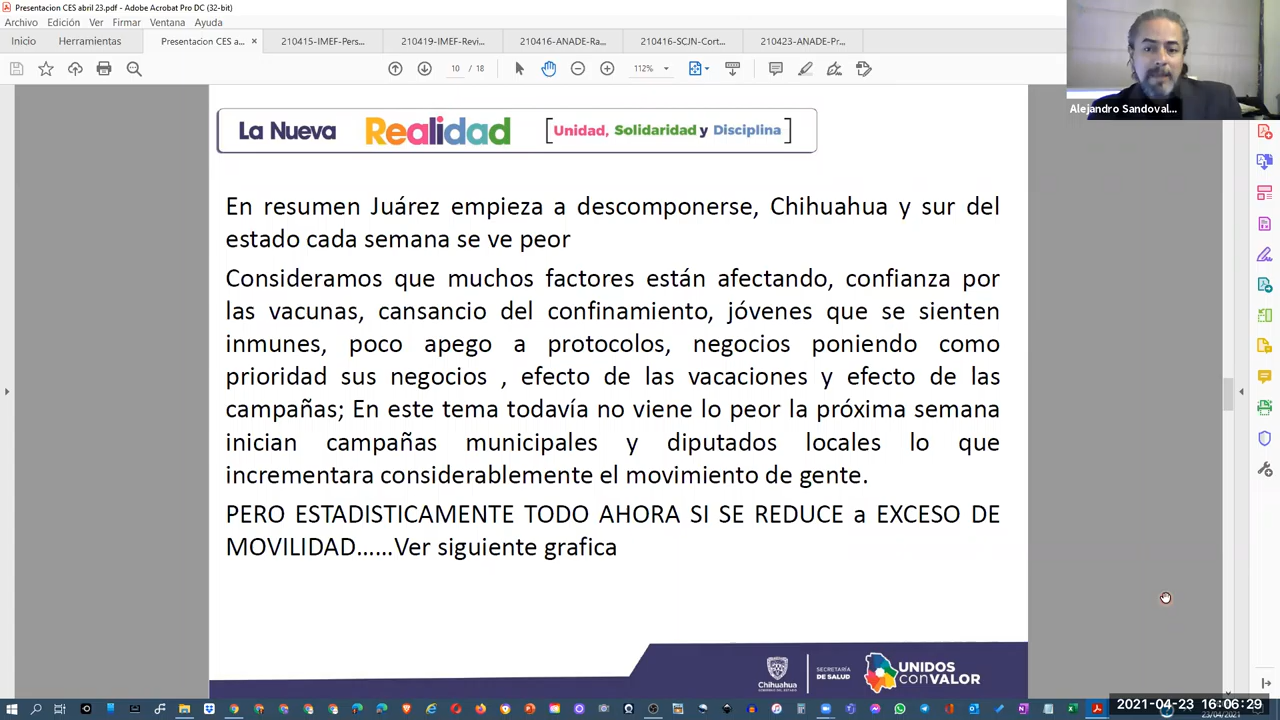 Presentacion CES abril 23.pdf - Adobe Acrobat Pro DC (32-bit)
Archivo Edición Ver Firmar Ventana Ayuda
Inicio Herramientas Presentacion CES a... × 210415-IMEF-Pers... 210419-IMEF-Revi... 210416-ANADE-Ra... 210416-SCJN-Cort... 210423-ANADE-Pr...
10 / 18 112%
Alejandro Sandoval...
La Nueva Realidad [Unidad, Solidaridad y Disciplina]
En resumen Juárez empieza a descomponerse, Chihuahua y sur del
estado cada semana se ve peor
Consideramos que muchos factores están afectando, confianza por
las vacunas, cansancio del confinamiento, jóvenes que se sienten
inmunes, poco apego a protocolos, negocios poniendo como
prioridad sus negocios , efecto de las vacaciones y efecto de las
campañas; En este tema todavía no viene lo peor la próxima semana
inician campañas municipales y diputados locales lo que
incrementara considerablemente el movimiento de gente.
PERO ESTADISTICAMENTE TODO AHORA SI SE REDUCE a EXCESO DE
MOVILIDAD......Ver siguiente grafica
Chihuahua
SECRETARÍA
DE SALUD
UNIDOS
conVALOR
2021-04-23 16:06:29
23/04/2021